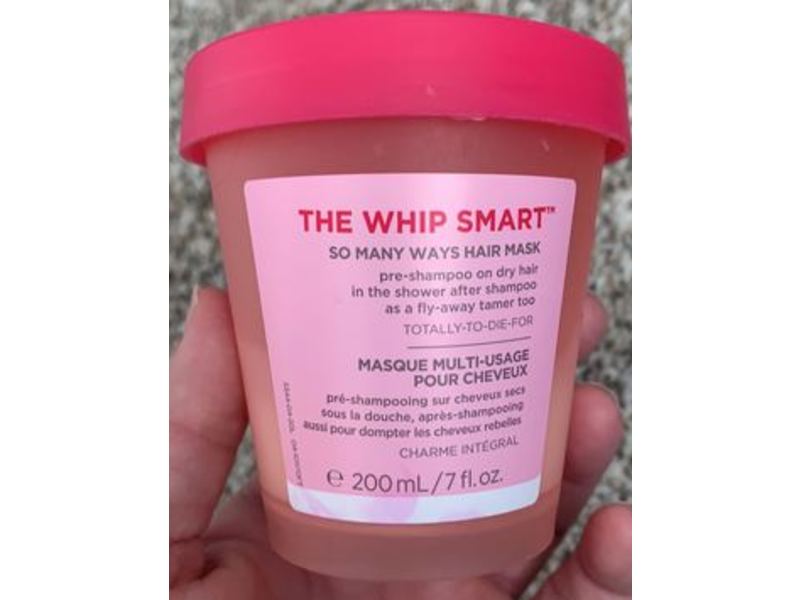 THE WHIP SMART™
SO MANY WAYS HAIR MASK
pre-shampoo on dry hair
in the shower after shampoo
as a fly-away tamer too
TOTALLY-TO-DIE-FOR
MASQUE MULTI-USAGE
POUR CHEVEUX
pré-shampooing sur cheveux secs
sous la douche, après-shampooing
aussi pour dompter les cheveux rebelles
CHARME INTÉGRAL
℮ 200 mL/7 fl. oz.